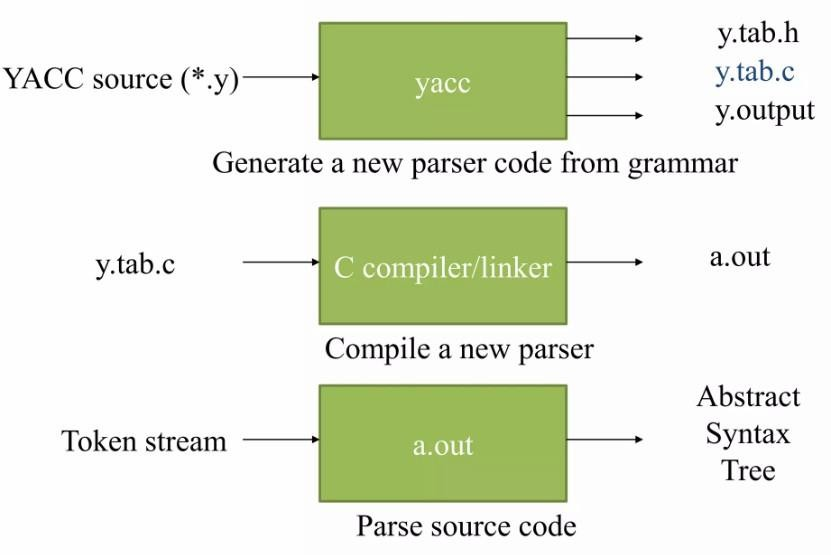 YACC source (*.y)
yacc
y.tab.h
y.tab.c
y.output
Generate a new parser code from grammar
y.tab.c
C compiler/linker
a.out
Compile a new parser
Token stream
a.out
Abstract
Syntax
Tree
Parse source code